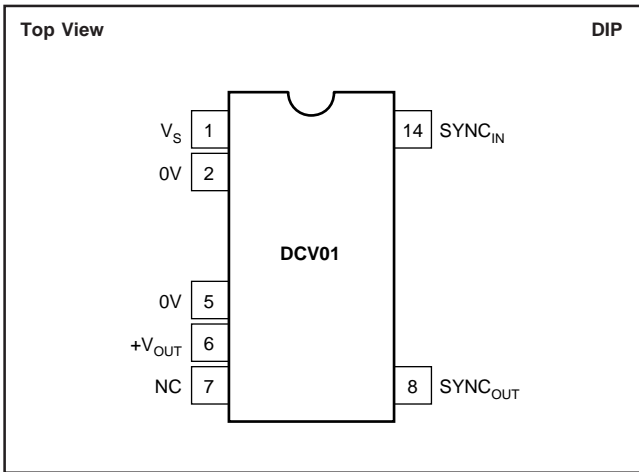 Top View DIP
V_S 1 14 SYNC_IN
0V 2
DCV01
0V 5
+V_OUT 6
NC 7 8 SYNC_OUT